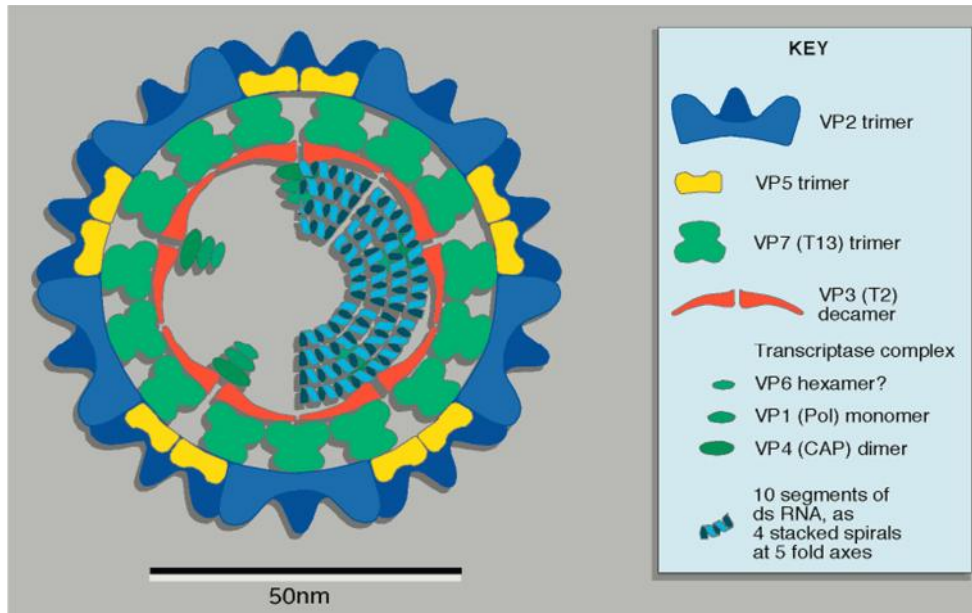 KEY
VP2 trimer
VP5 trimer
VP7 (T13) trimer
VP3 (T2)
decamer
Transcriptase complex
VP6 hexamer?
VP1 (Pol) monomer
VP4 (CAP) dimer
10 segments of
ds RNA, as
4 stacked spirals
at 5 fold axes
50nm